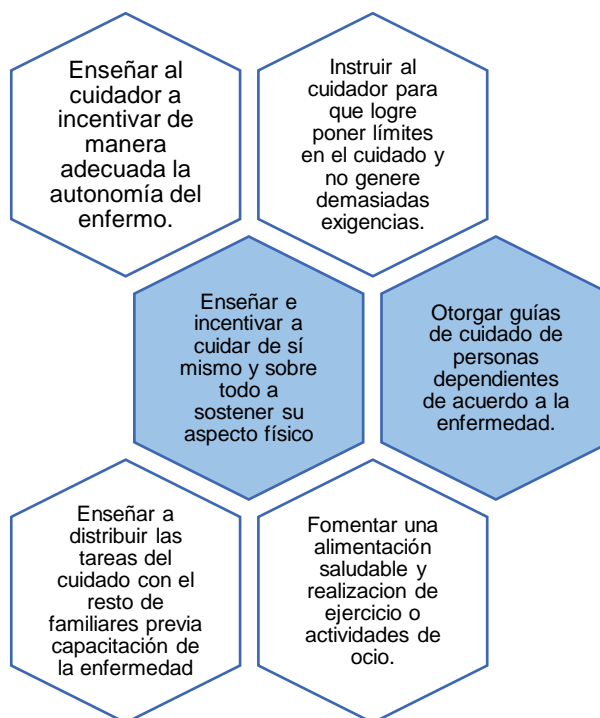 Enseñar al
cuidador a
incentivar de
manera
adecuada la
autonomía del
enfermo.
Instruir al
cuidador para
que logre
poner límites
en el cuidado y
no genere
demasiadas
exigencias.
Enseñar e
incentivar a
cuidar de sí
mismo y sobre
todo a
sostener su
aspecto físico
Otorgar guías
de cuidado de
personas
dependientes
de acuerdo a la
enfermedad.
Enseñar a
distribuir las
tareas del
cuidado con el
resto de
familiares previa
capacitación de
la enfermedad
Fomentar una
alimentación
saludable y
realizacion de
ejercicio o
actividades de
ocio.